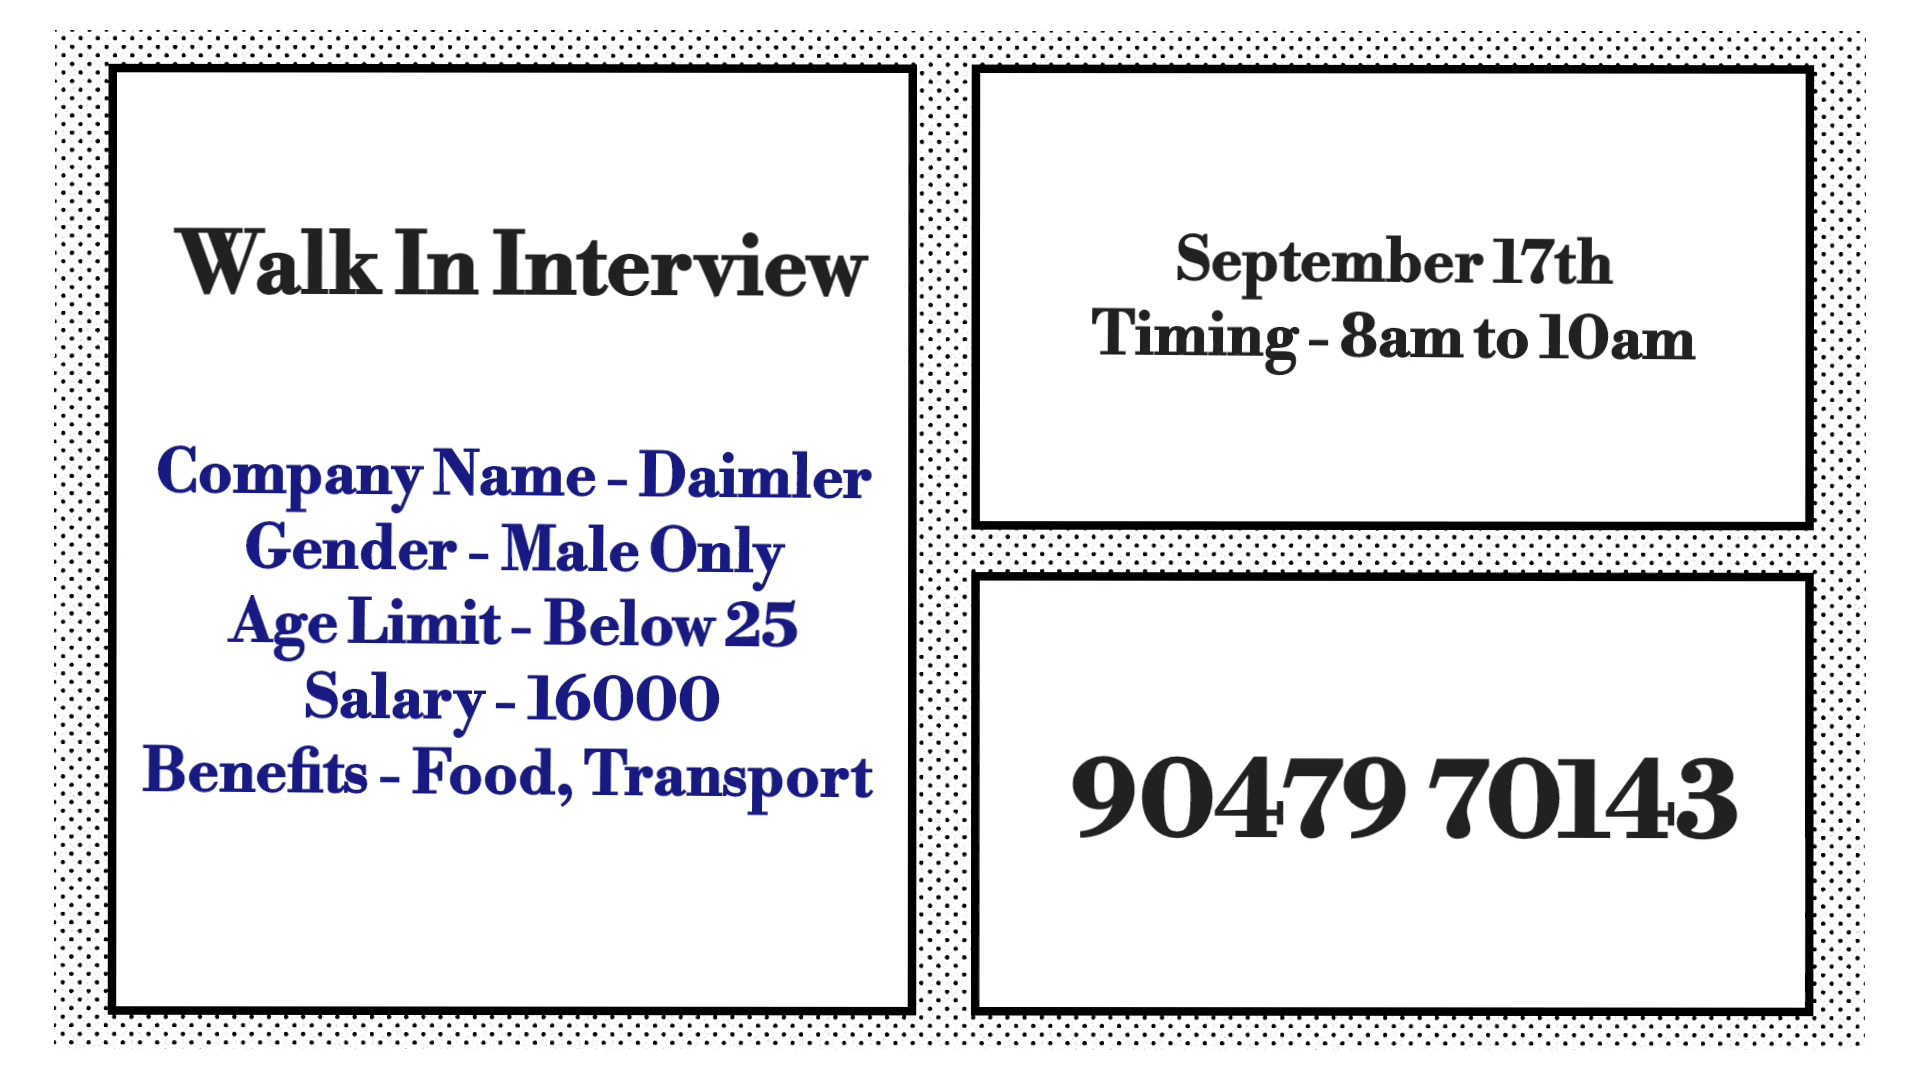 Walk In Interview
Company Name - Daimler
Gender - Male Only
Age Limit - Below 25
Salary - 16000
Benefits - Food, Transport
September 17th
Timing - 8am to 10am
90479 70143